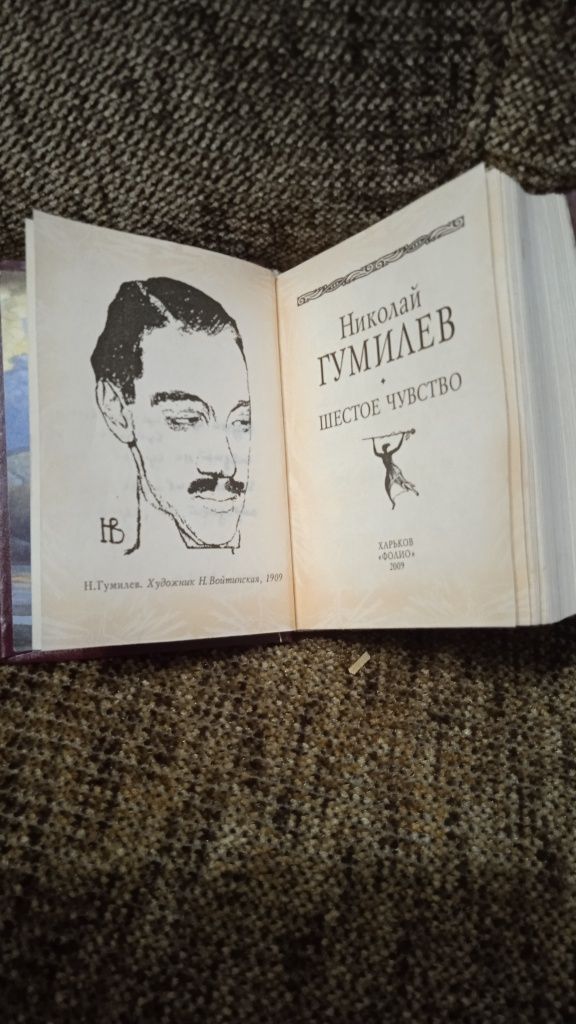 НВ
Н.Гумилев. Художник Н.Войтинская, 1909
Николай
ГУМИЛЕВ
ШЕСТОЕ ЧУВСТВО
ХАРЬКОВ
«ФОЛИО»
2009